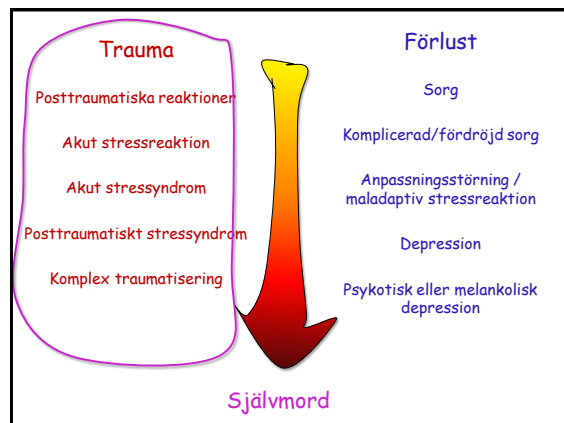 Trauma
Posttraumatiska reaktioner
Akut stressreaktion
Akut stressyndrom
Posttraumatiskt stressyndrom
Komplex traumatisering
Förlust
Sorg
Komplicerad/fördröjd sorg
Anpassningsstörning /
maladaptiv stressreaktion
Depression
Psykotisk eller melankolisk
depression
Självmord